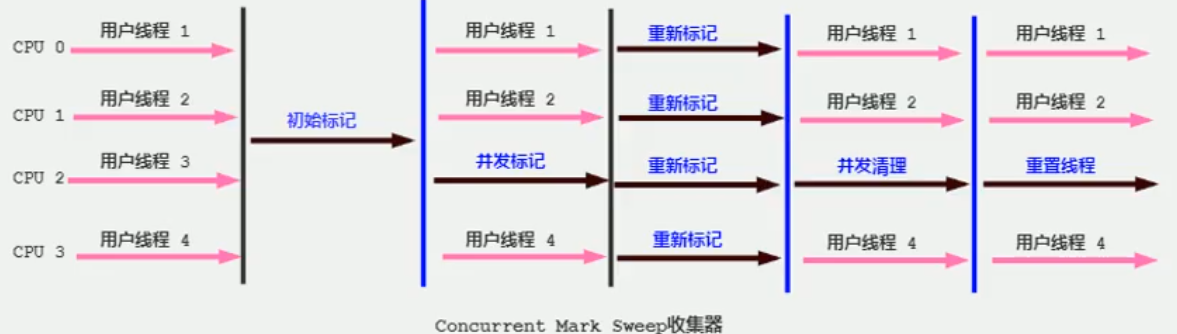 CPU 0 用户线程 1 用户线程 1 重新标记 用户线程 1 用户线程 1
CPU 1 用户线程 2 初始标记 用户线程 2 重新标记 用户线程 2 用户线程 2
CPU 2 用户线程 3 并发标记 重新标记 并发清理 重置线程
CPU 3 用户线程 4 用户线程 4 重新标记 用户线程 4 用户线程 4
Concurrent Mark Sweep收集器